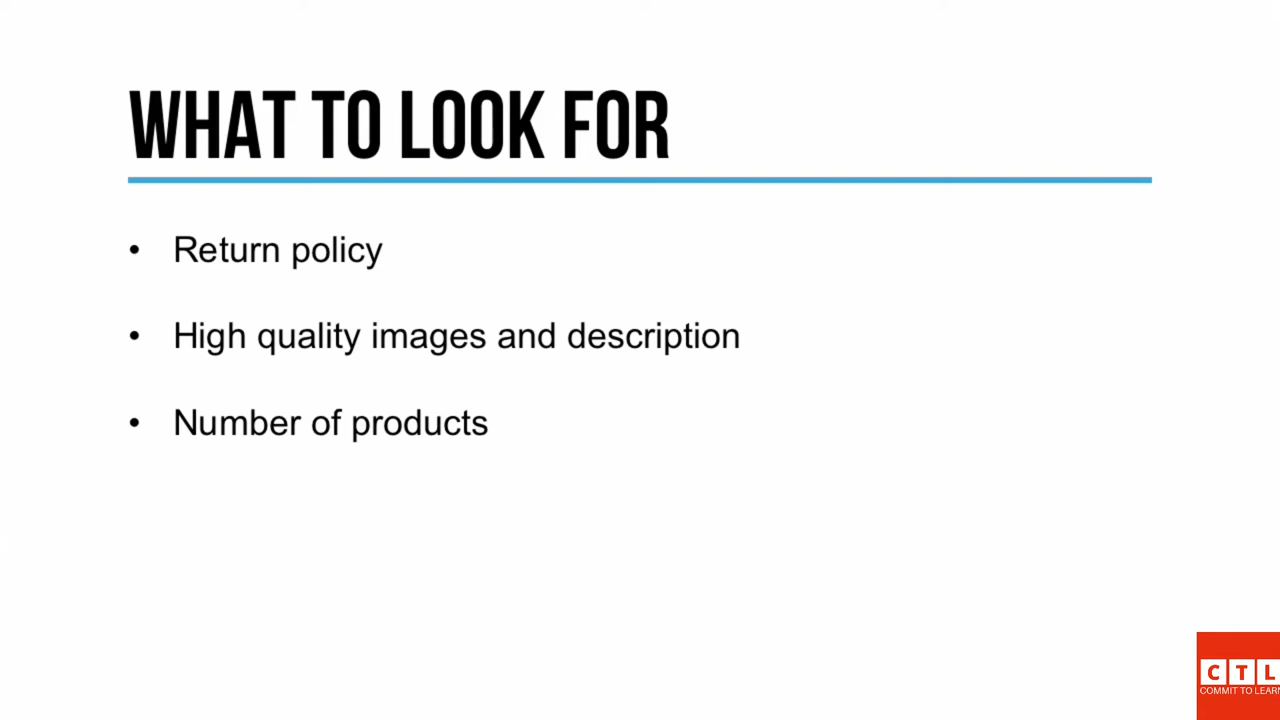 WHAT TO LOOK FOR
• Return policy
• High quality images and description
• Number of products
CTL
COMMIT TO LEARN